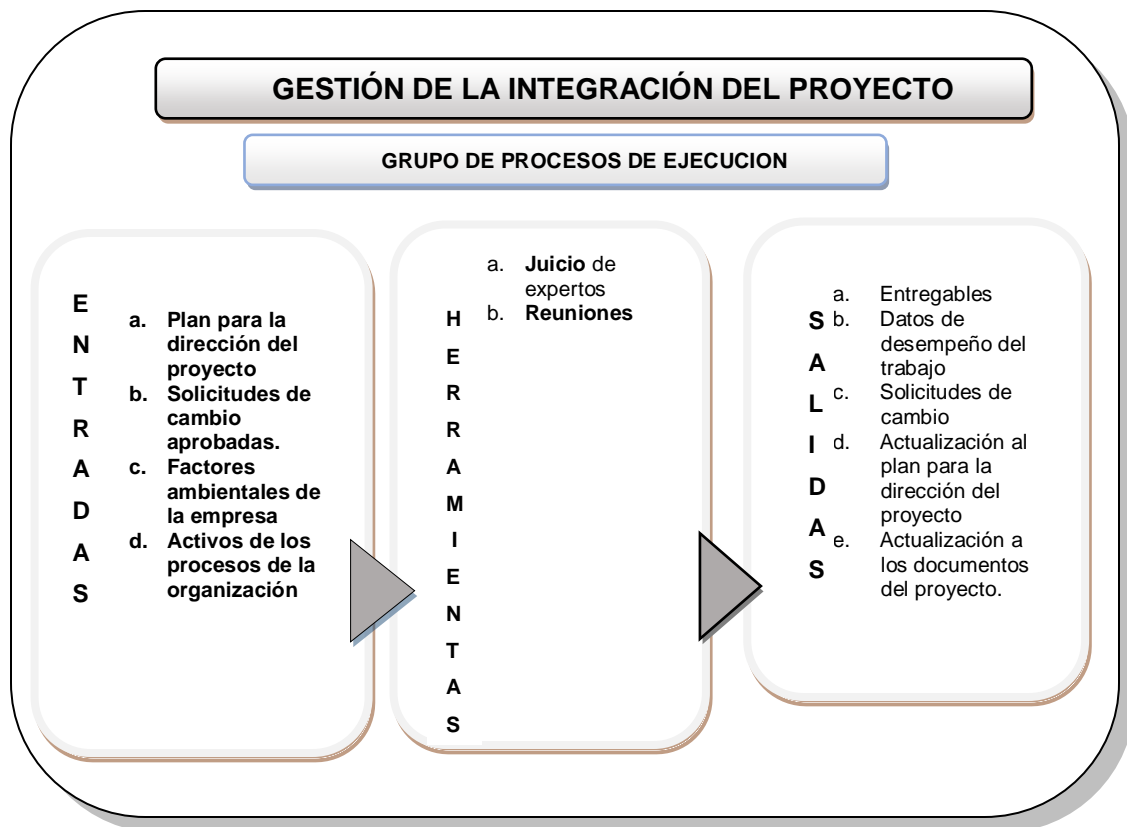 GESTIÓN DE LA INTEGRACIÓN DEL PROYECTO
GRUPO DE PROCESOS DE EJECUCION
E
N
T
R
A
D
A
S
a. Plan para la
dirección del
proyecto
b. Solicitudes de
cambio
aprobadas.
c. Factores
ambientales de
la empresa
d. Activos de los
procesos de la
organización
H
E
R
R
A
M
I
E
N
T
A
S
a. Juicio de
expertos
b. Reuniones
S
A
L
I
D
A
S
a. Entregables
b. Datos de
desempeño del
trabajo
c. Solicitudes de
cambio
d. Actualización al
plan para la
dirección del
proyecto
e. Actualización a
los documentos
del proyecto.